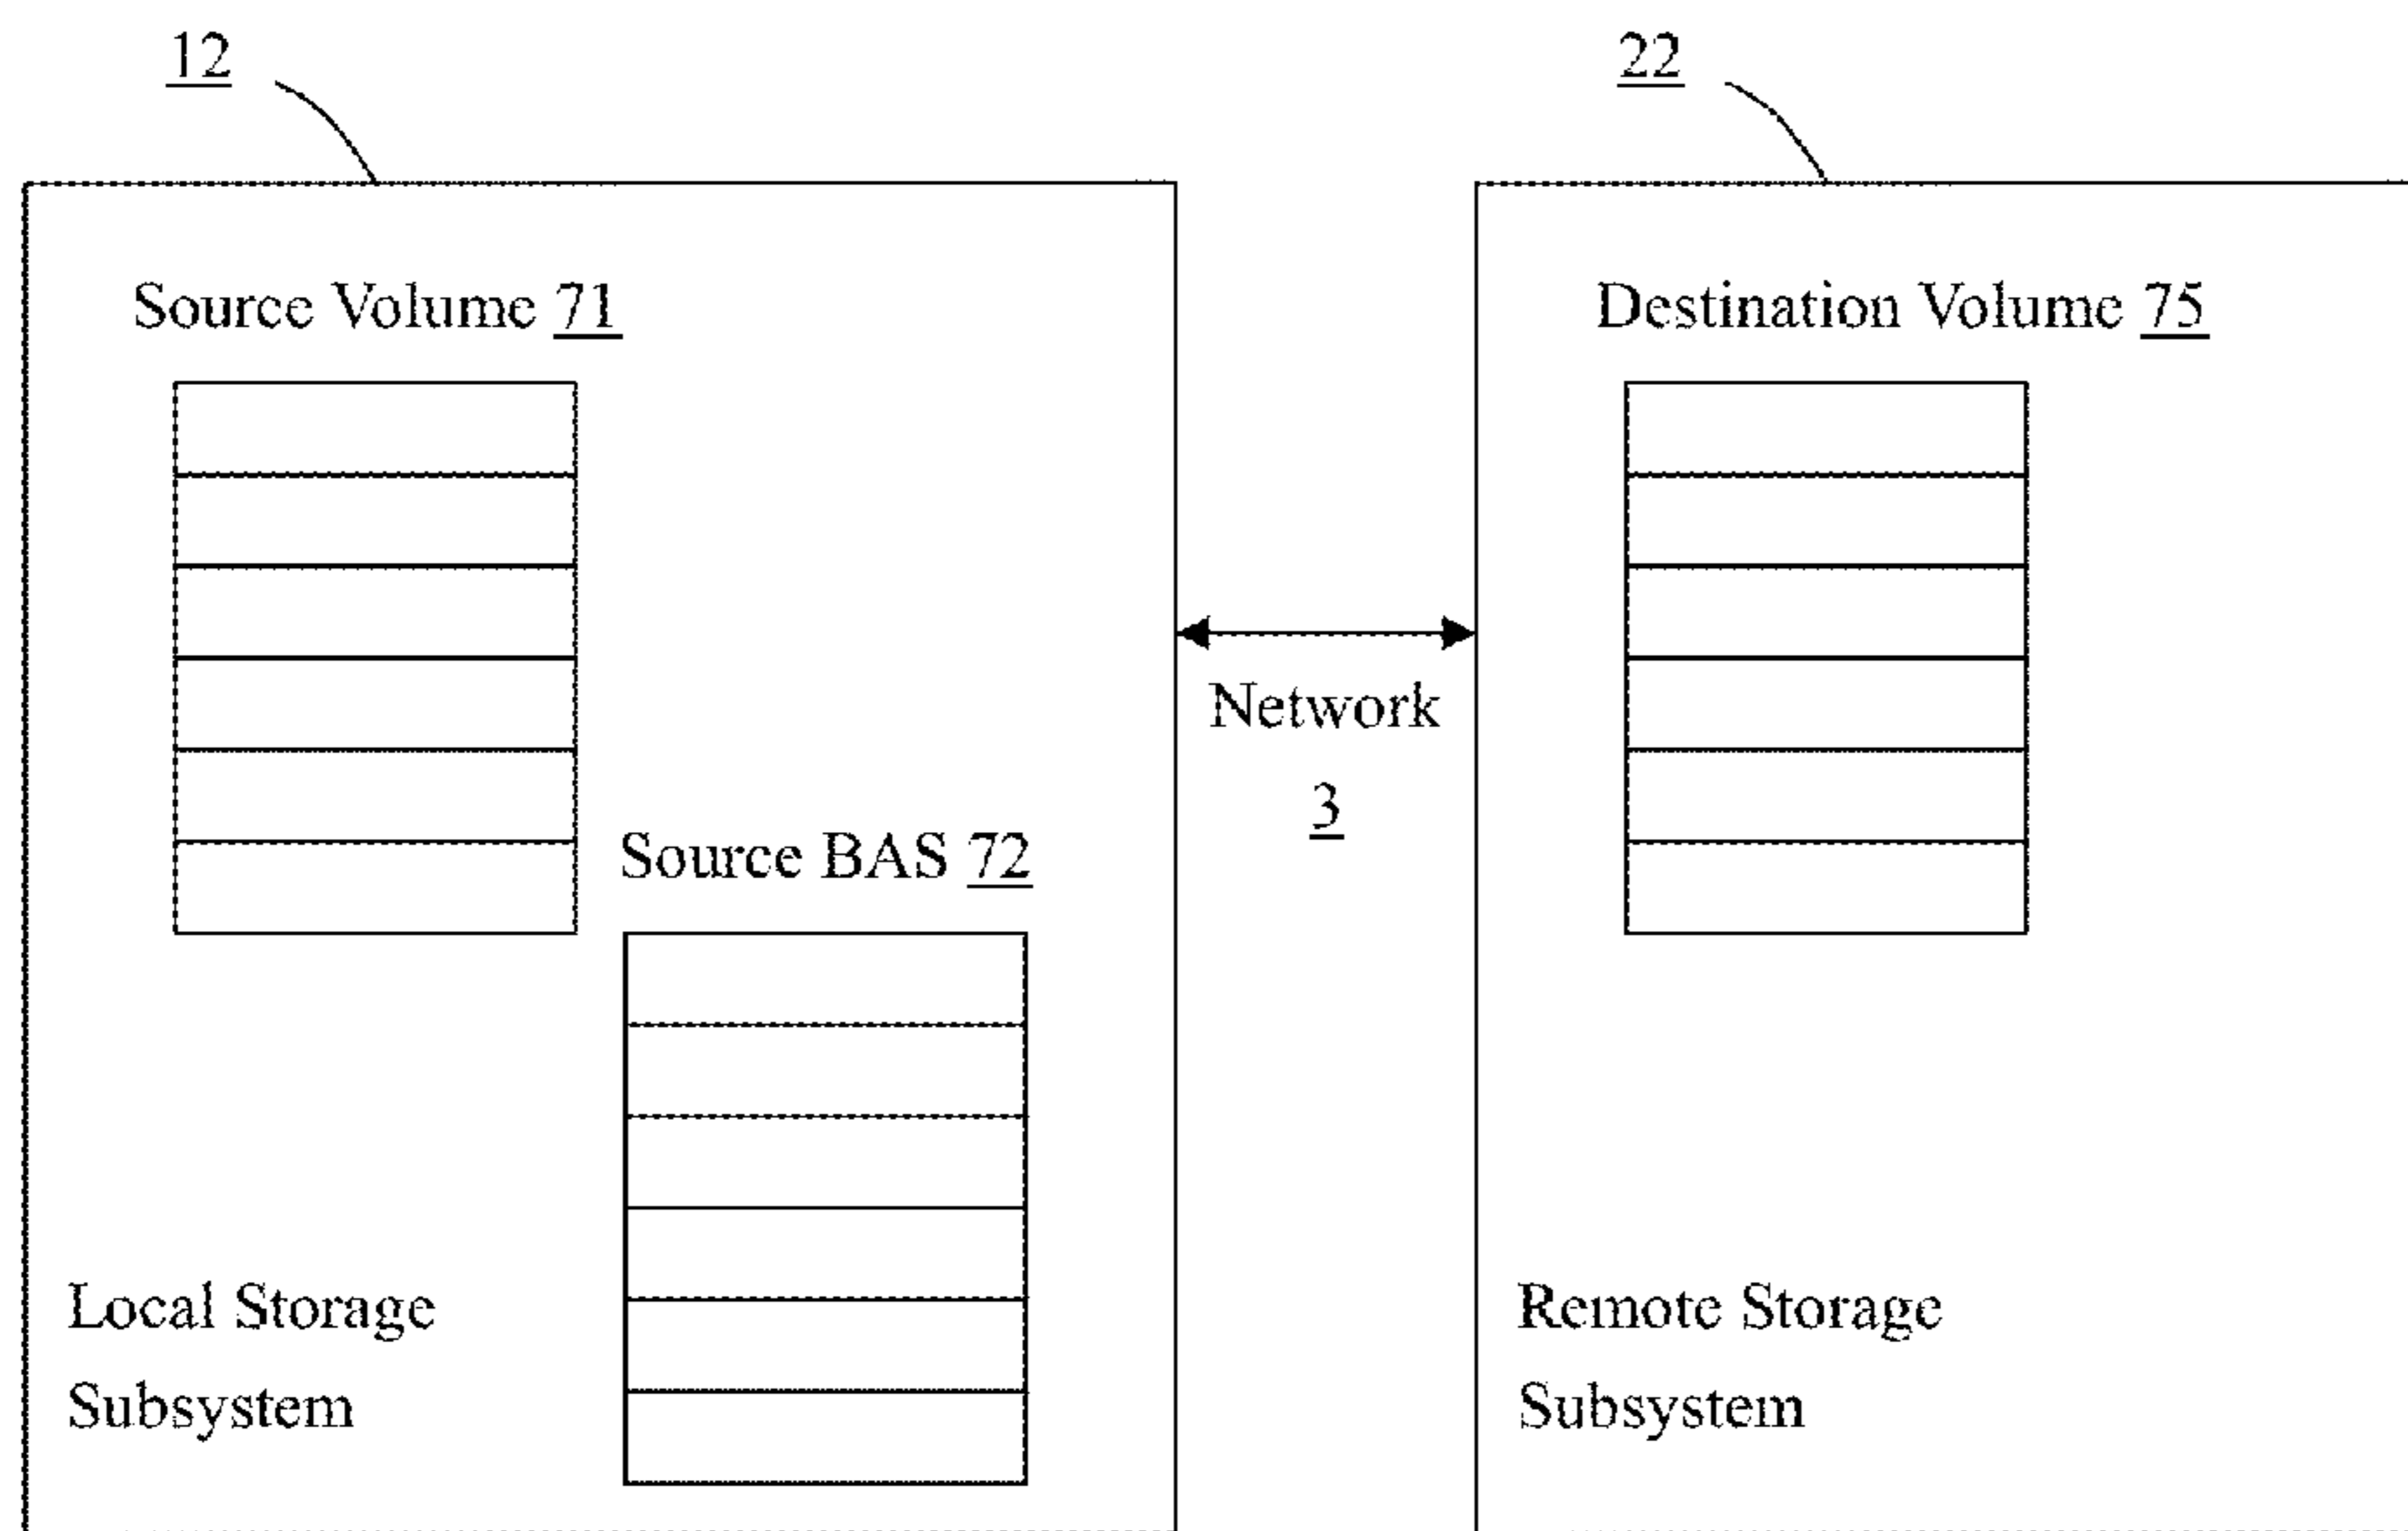 12
22
Source Volume 71
Destination Volume 75
Network
3
Source BAS 72
Local Storage
Subsystem
Remote Storage
Subsystem